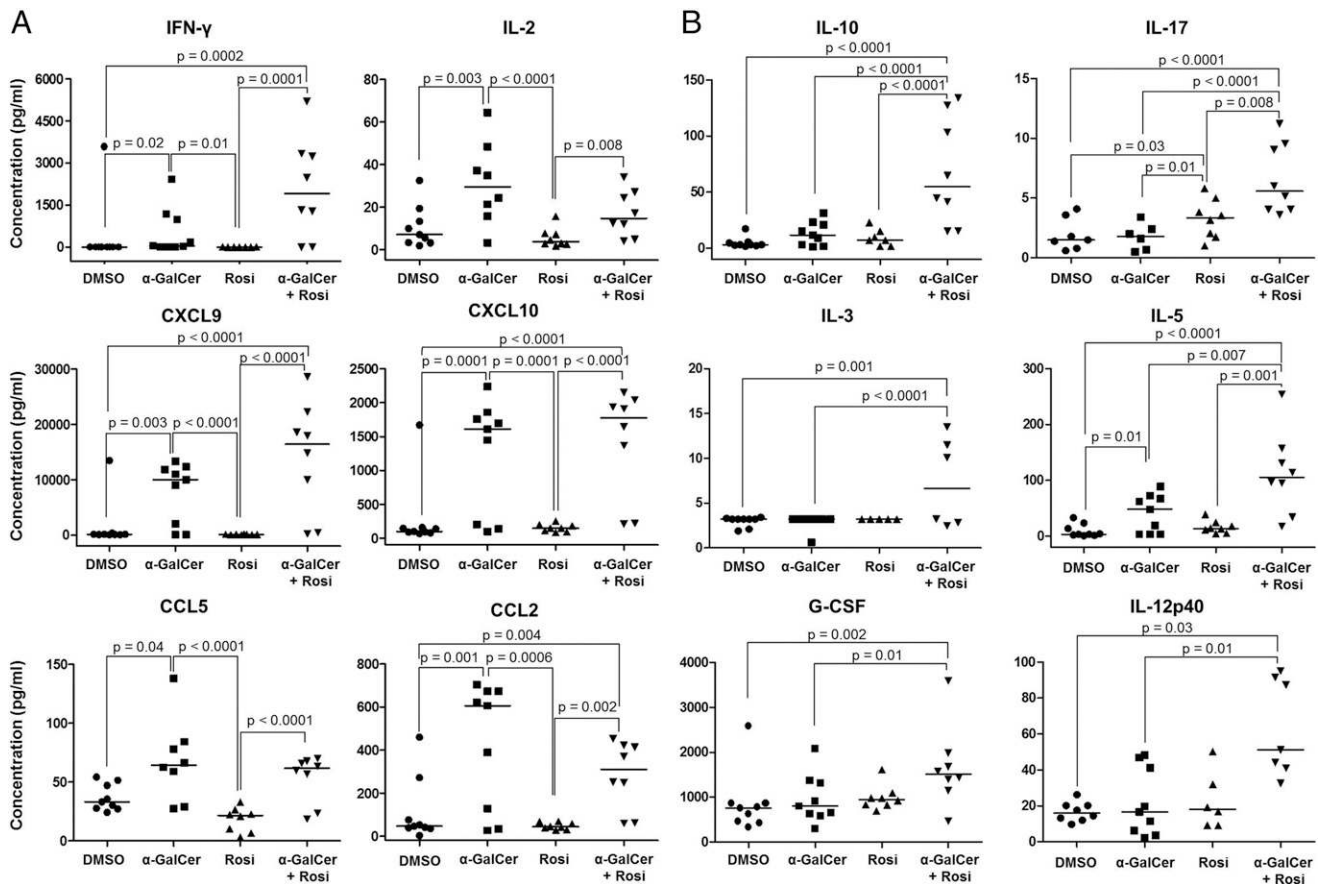 A
B
IFN-γ
IL-2
IL-10
IL-17
Concentration (pg/ml)
6000
4500
3000
1500
0
p = 0.0002
p = 0.0001
p = 0.02
p = 0.01
DMSO
α-GalCer
Rosi
α-GalCer
+ Rosi
80
60
40
20
0
p = 0.003
p < 0.0001
p = 0.008
DMSO
α-GalCer
Rosi
α-GalCer
+ Rosi
150
100
50
0
p < 0.0001
p < 0.0001
p < 0.0001
DMSO
α-GalCer
Rosi
α-GalCer
+ Rosi
15
10
5
0
p < 0.0001
p < 0.0001
p = 0.008
p = 0.03
p = 0.01
DMSO
α-GalCer
Rosi
α-GalCer
+ Rosi
CXCL9
CXCL10
IL-3
IL-5
Concentration (pg/ml)
30000
20000
10000
0
p < 0.0001
p < 0.0001
p = 0.003
p < 0.0001
DMSO
α-GalCer
Rosi
α-GalCer
+ Rosi
2500
2000
1500
1000
500
0
p < 0.0001
p = 0.0001
p = 0.0001
p < 0.0001
DMSO
α-GalCer
Rosi
α-GalCer
+ Rosi
20
15
10
5
0
p = 0.001
p < 0.0001
DMSO
α-GalCer
Rosi
α-GalCer
+ Rosi
300
200
100
0
p < 0.0001
p = 0.007
p = 0.001
p = 0.01
DMSO
α-GalCer
Rosi
α-GalCer
+ Rosi
CCL5
CCL2
G-CSF
IL-12p40
Concentration (pg/ml)
150
100
50
0
p = 0.04
p < 0.0001
p < 0.0001
DMSO
α-GalCer
Rosi
α-GalCer
+ Rosi
800
600
400
200
0
p = 0.004
p = 0.001
p = 0.0006
p = 0.002
DMSO
α-GalCer
Rosi
α-GalCer
+ Rosi
4000
3000
2000
1000
0
p = 0.002
p = 0.01
DMSO
α-GalCer
Rosi
α-GalCer
+ Rosi
100
80
60
40
20
0
p = 0.03
p = 0.01
DMSO
α-GalCer
Rosi
α-GalCer
+ Rosi